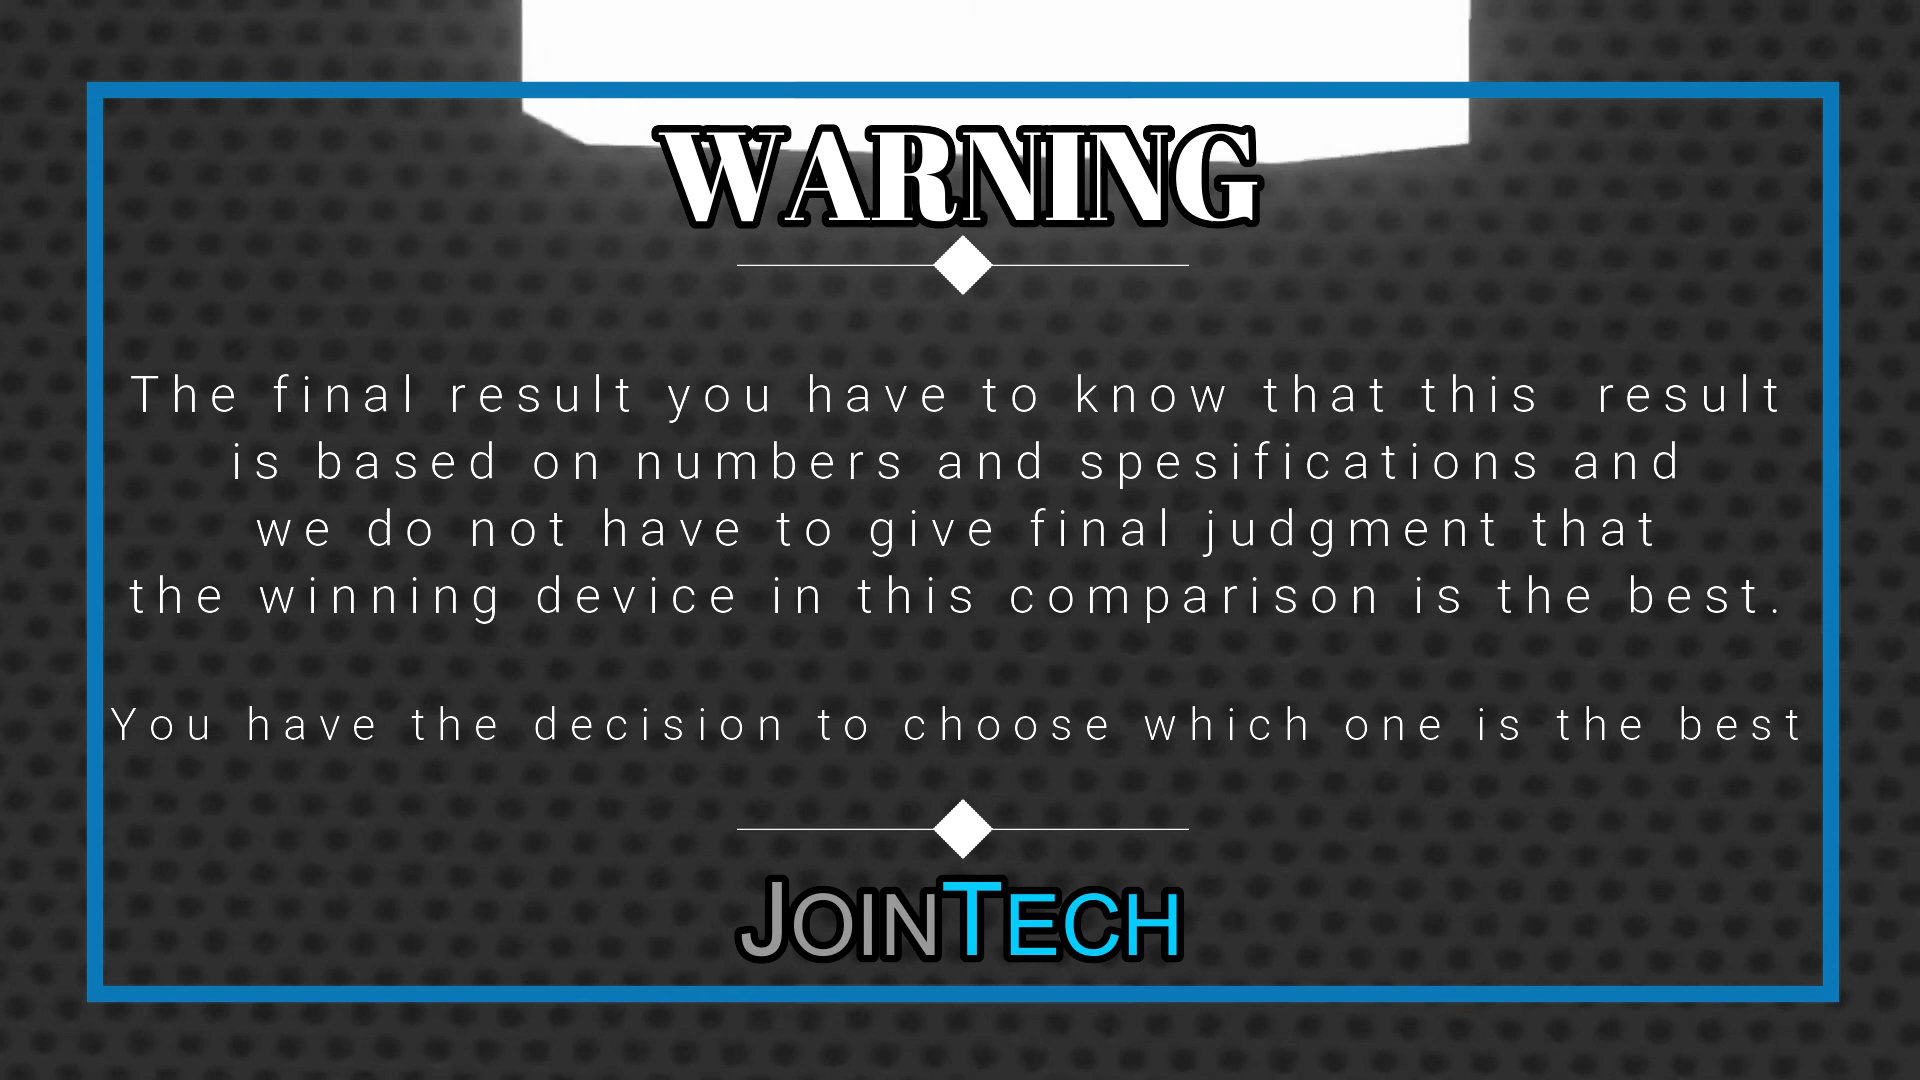 WARNING
The final result you have to know that this result
is based on numbers and spesifications and
we do not have to give final judgment that
the winning device in this comparison is the best.
You have the decision to choose which one is the best
JOINTECH